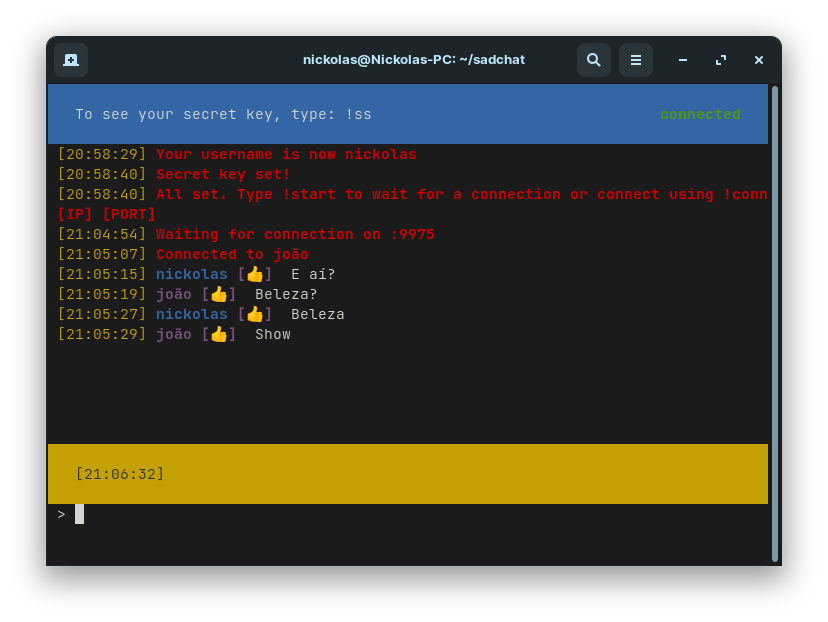 nickolas@Nickolas-PC: ~/sadchat
To see your secret key, type: !ss connected
[20:58:29] Your username is now nickolas
[20:58:40] Secret key set!
[20:58:40] All set. Type !start to wait for a connection or connect using !conn
[IP] [PORT]
[21:04:54] Waiting for connection on :9975
[21:05:07] Connected to joão
[21:05:15] nickolas [👍] E aí?
[21:05:19] joão [👍] Beleza?
[21:05:27] nickolas [👍] Beleza
[21:05:29] joão [👍] Show
[21:06:32]
>